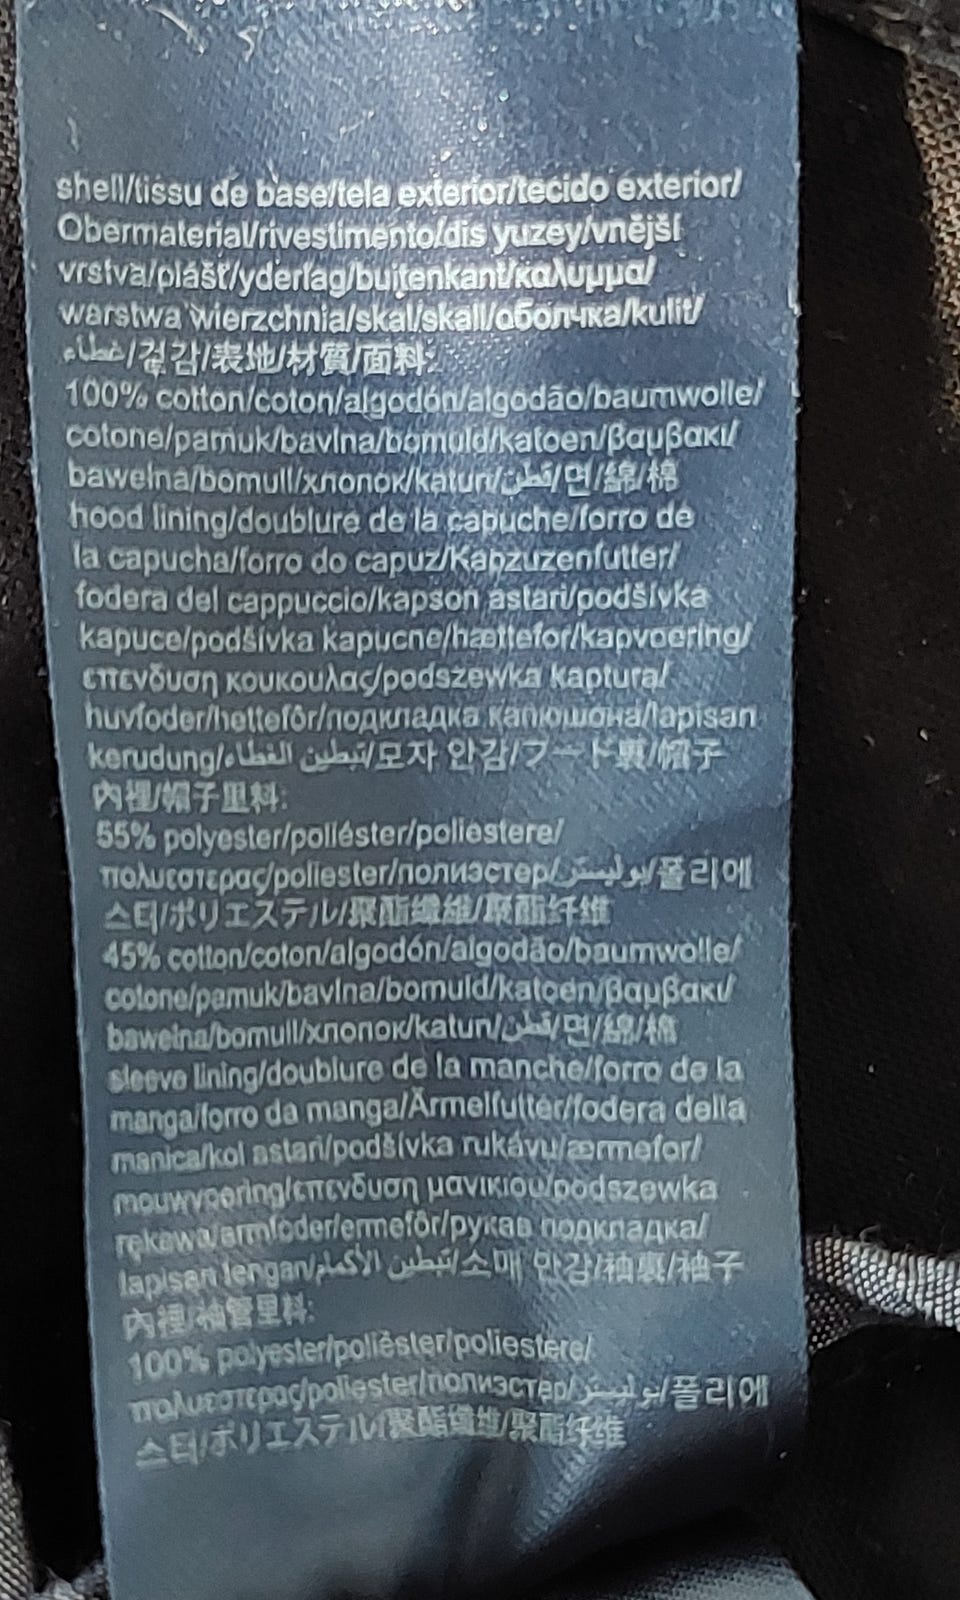 shell/tissu de base/tela exterior/tecido exterior/
Obermaterial/rivestimento/dis yuzey/vnější
vrstva/plášť/yderlag/buitenkant/καλυμμα/
warstwa wierzchnia/skal/skall/оболчка/kulit/
غطاء/겉감/表地/材質/面料:
100% cotton/coton/algodón/algodão/baumwolle/
cotone/pamuk/bavlna/bomuld/katoen/βαμβακι/
bawełna/bomull/хлопок/katun/قطن/면/綿/棉
hood lining/doublure de la capuche/forro de
la capucha/forro do capuz/Kapzuzenfutter/
fodera del cappuccio/kapson astari/podšívka
kapuce/podšívka kapucne/hættefor/kapvoering/
επενδυση κουκουλας/podszewka kaptura/
huvfoder/hettefôr/подкладка капюшона/lapisan
kerudung/تبطين الغطاء/모자 안감/フード裏/帽子
內裡/帽子里料:
55% polyester/poliéster/poliestere/
πολυεστερας/poliester/полиэстер/بوليستر/폴리에
스터/ポリエステル/聚酯纖維/聚酯纤维
45% cotton/coton/algodón/algodão/baumwolle/
cotone/pamuk/bavlna/bomuld/katoen/βαμβακι/
bawełna/bomull/хлопок/katun/قطن/면/綿/棉
sleeve lining/doublure de la manche/forro de la
manga/forro da manga/Ärmelfutter/fodera della
manica/kol astari/podšívka rukávu/ærmefor/
mouwvoering/επενδυση μανικιου/podszewka
rękawa/armfoder/ermefôr/рукав подкладка/
lapisan lengan/تبطين الأكمام/소매 안감/袖裏/袖子
內裡/袖管里料:
100% polyester/poliéster/poliestere/
πολυεστερας/poliester/полиэстер/بوليستر/폴리에
스터/ポリエステル/聚酯纖維/聚酯纤维